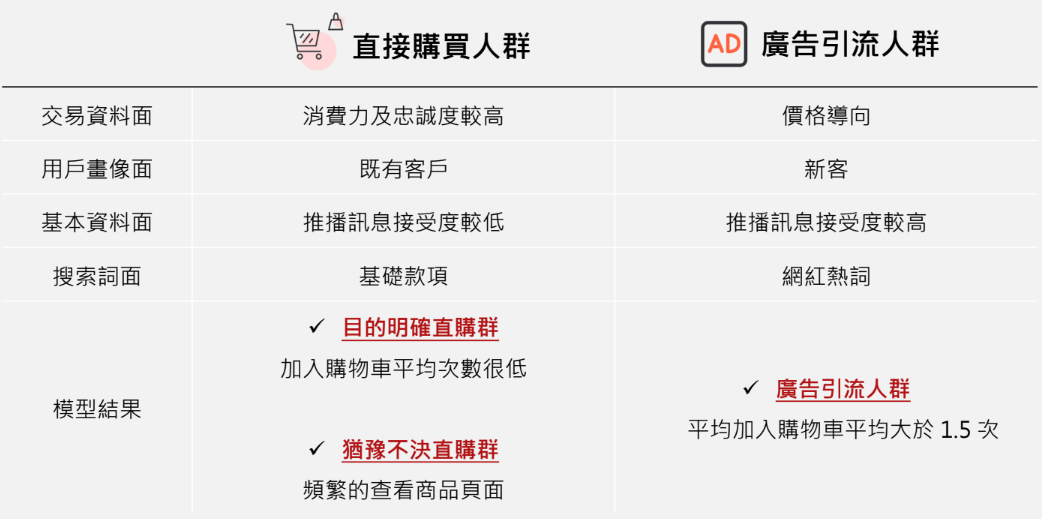 直接購買人群
AD 廣告引流人群
交易資料面 消費力及忠誠度較高 價格導向
用戶畫像面 既有客戶 新客
基本資料面 推播訊息接受度較低 推播訊息接受度較高
搜索詞面 基礎款項 網紅熱詞
模型結果
✓ 目的明確直購群
加入購物車平均次數很低
✓ 猶豫不決直購群
頻繁的查看商品頁面
✓ 廣告引流人群
平均加入購物車平均大於 1.5 次